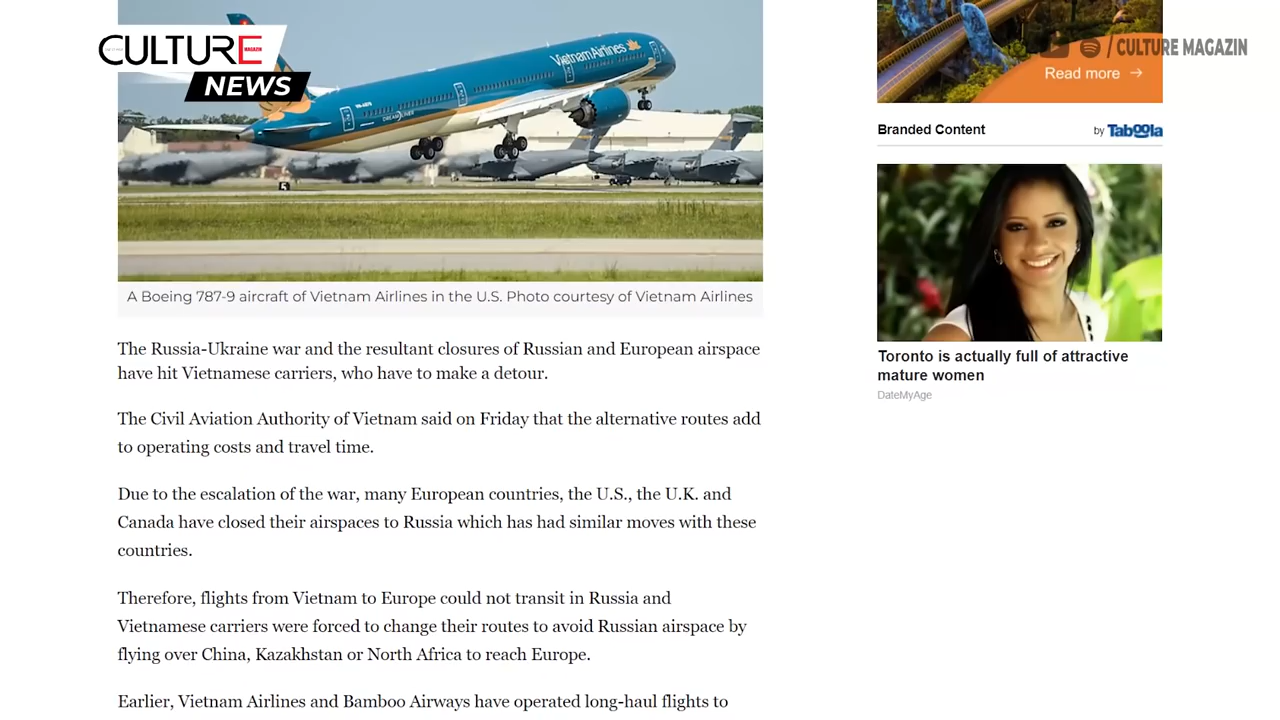 CULTURE
MAGAZIN
NEWS
Vietnam Airlines
DREAMLINER
/ CULTURE MAGAZIN
Read more →
Branded Content
by Taboola
A Boeing 787-9 aircraft of Vietnam Airlines in the U.S. Photo courtesy of Vietnam Airlines
The Russia-Ukraine war and the resultant closures of Russian and European airspace
have hit Vietnamese carriers, who have to make a detour.
Toronto is actually full of attractive
mature women
DateMyAge
The Civil Aviation Authority of Vietnam said on Friday that the alternative routes add
to operating costs and travel time.
Due to the escalation of the war, many European countries, the U.S., the U.K. and
Canada have closed their airspaces to Russia which has had similar moves with these
countries.
Therefore, flights from Vietnam to Europe could not transit in Russia and
Vietnamese carriers were forced to change their routes to avoid Russian airspace by
flying over China, Kazakhstan or North Africa to reach Europe.
Earlier, Vietnam Airlines and Bamboo Airways have operated long-haul flights to